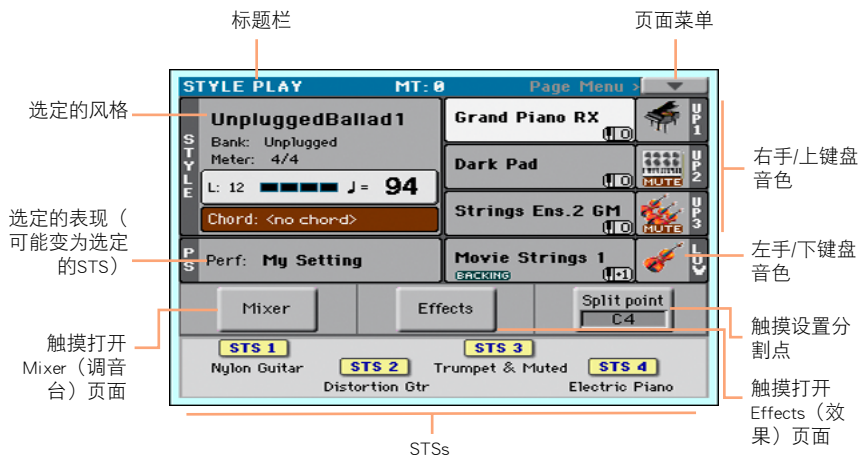 标题栏
页面菜单
STYLE PLAY MT: 0 Page Menu >
选定的风格
STYLE
UnpluggedBallad1
Bank: Unplugged
Meter: 4/4
L: 12 ♩= 94
Chord: <no chord>
Grand Piano RX
0
UP1
Dark Pad
0
MUTE
UP2
Strings Ens.2 GM
0
MUTE
UP3
右手/上键盘
音色
选定的表现（
可能变为选定
的STS）
PS
Perf: My Setting
Movie Strings 1
BACKING
+1
LOW
左手/下键盘
音色
Mixer
Effects
Split point
C4
触摸打开
Mixer（调音
台）页面
触摸设置分
割点
STS 1
Nylon Guitar
STS 2
Distortion Gtr
STS 3
Trumpet & Muted
STS 4
Electric Piano
触摸打开
Effects（效
果）页面
STSs